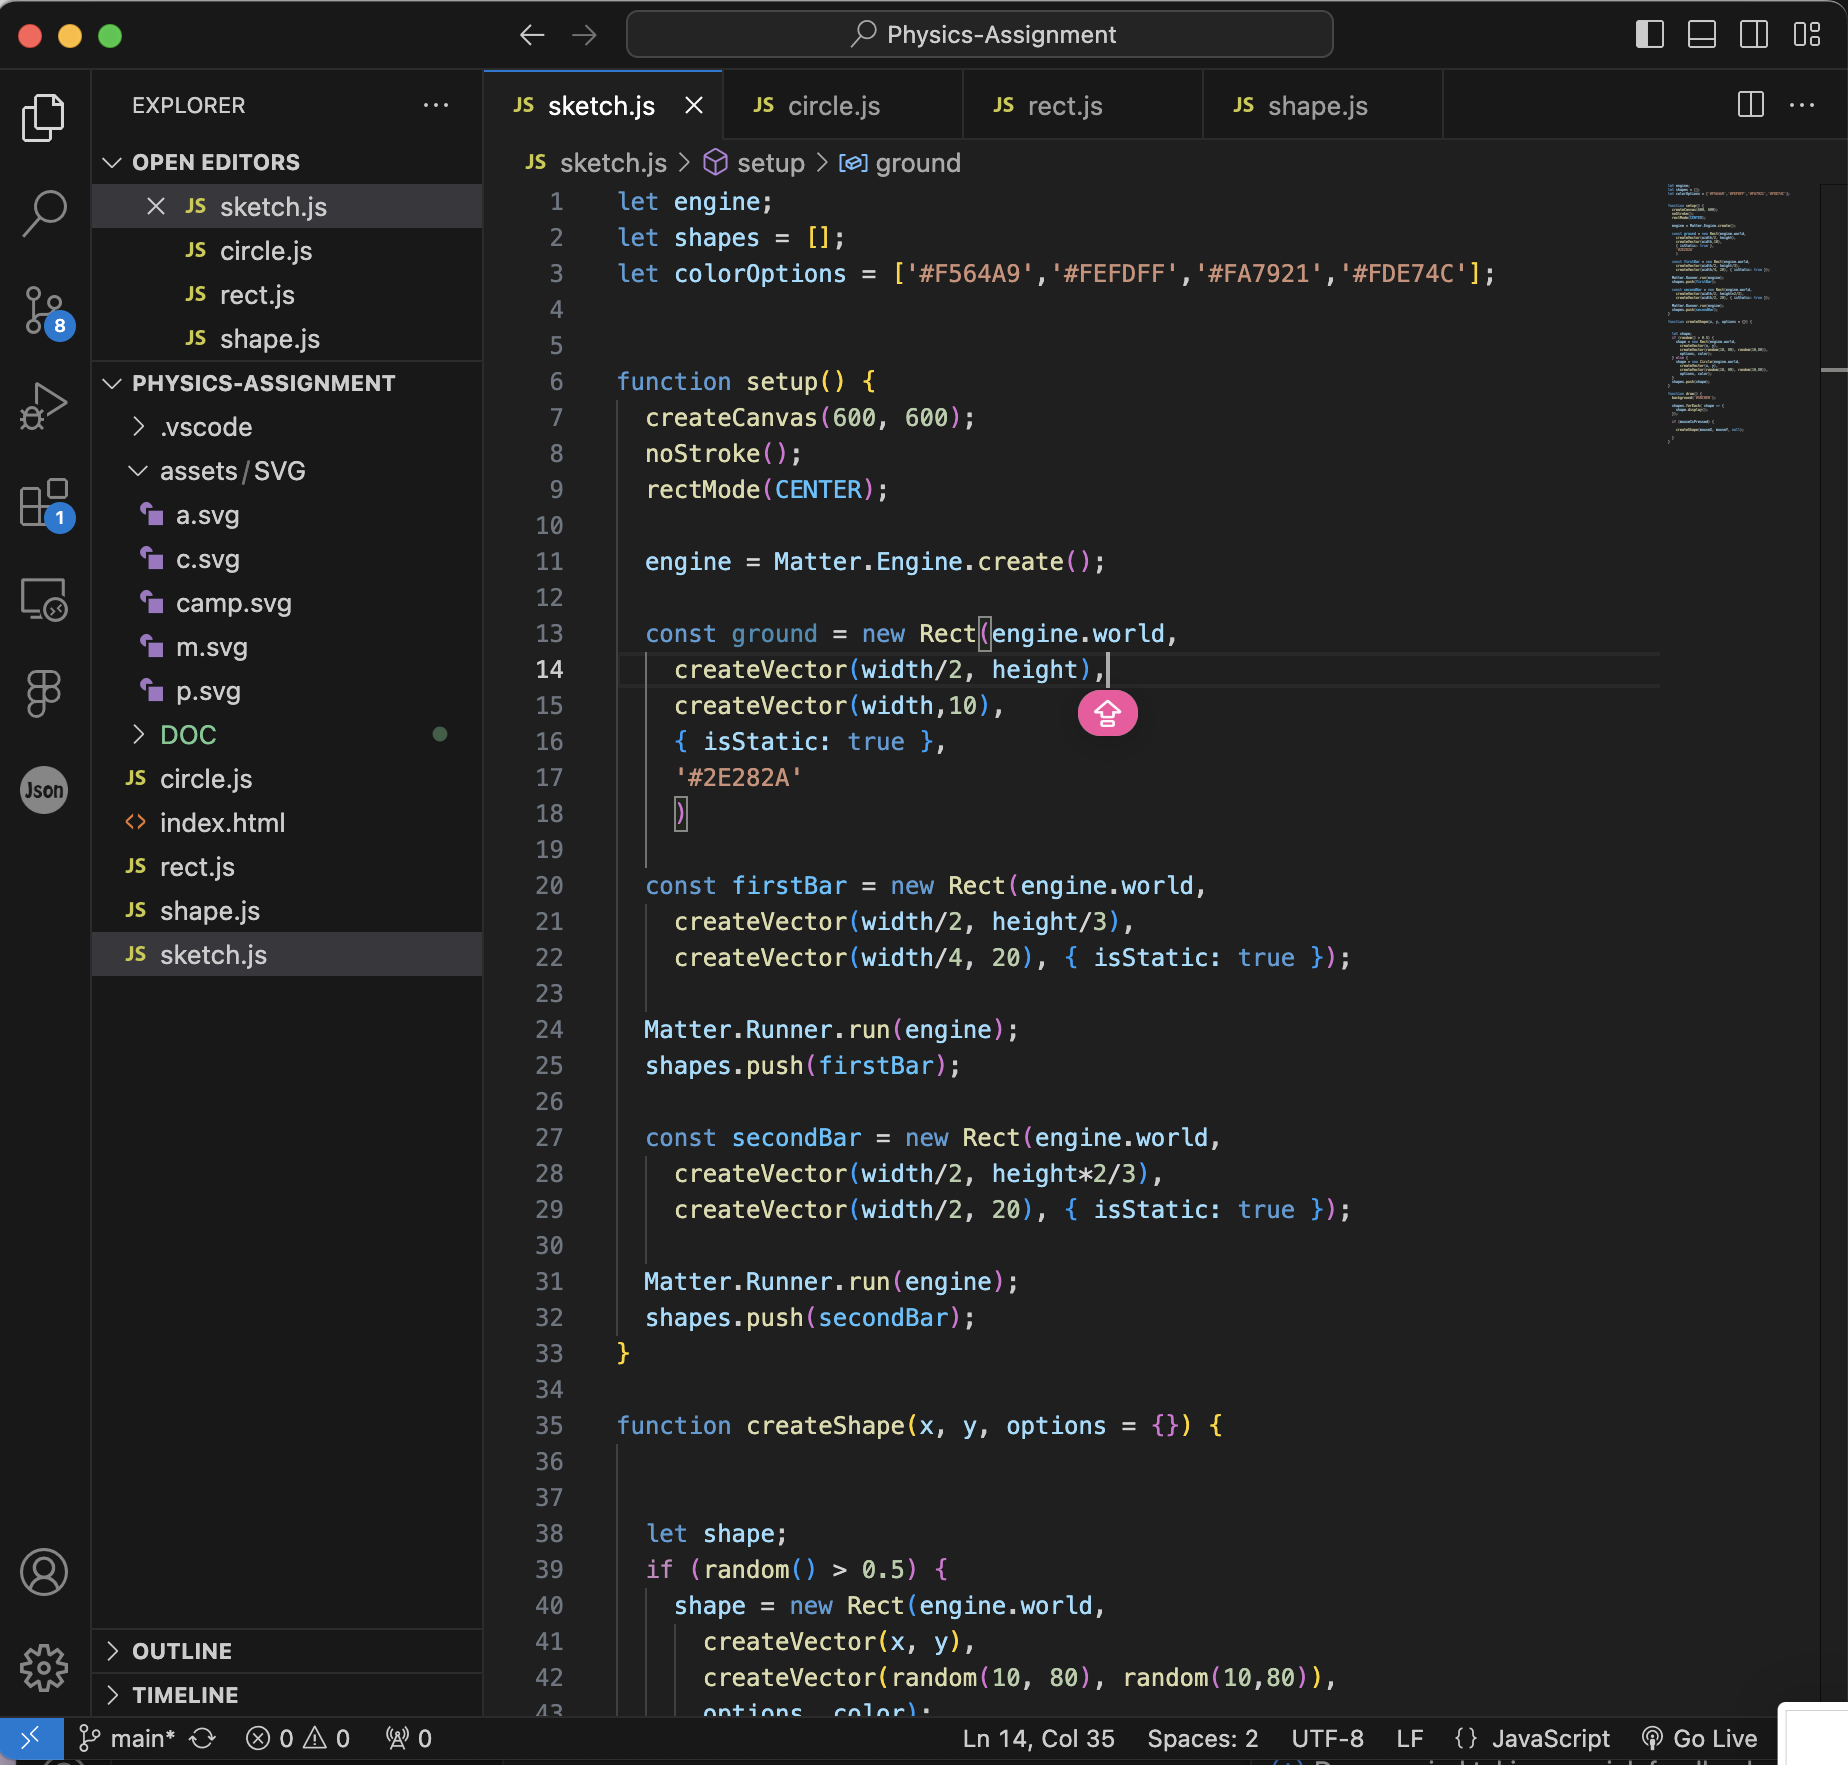 Physics-Assignment
EXPLORER
JS sketch.js
JS circle.js
JS rect.js
JS shape.js
OPEN EDITORS
JS sketch.js
JS circle.js
JS rect.js
JS shape.js
PHYSICS-ASSIGNMENT
.vscode
assets/SVG
a.svg
c.svg
camp.svg
m.svg
p.svg
DOC
JS circle.js
<> index.html
JS rect.js
JS shape.js
JS sketch.js
OUTLINE
TIMELINE
8
1
Json
JS sketch.js > setup > ground
1 let engine;
2 let shapes = [];
3 let colorOptions = ['#F564A9','#FEFDFF','#FA7921','#FDE74C'];
4
5
6 function setup() {
7 createCanvas(600, 600);
8 noStroke();
9 rectMode(CENTER);
10
11 engine = Matter.Engine.create();
12
13 const ground = new Rect(engine.world,
14 createVector(width/2, height),
15 createVector(width,10),
16 { isStatic: true },
17 '#2E282A'
18 )
19
20 const firstBar = new Rect(engine.world,
21 createVector(width/2, height/3),
22 createVector(width/4, 20), { isStatic: true });
23
24 Matter.Runner.run(engine);
25 shapes.push(firstBar);
26
27 const secondBar = new Rect(engine.world,
28 createVector(width/2, height*2/3),
29 createVector(width/2, 20), { isStatic: true });
30
31 Matter.Runner.run(engine);
32 shapes.push(secondBar);
33 }
34
35 function createShape(x, y, options = {}) {
36
37
38 let shape;
39 if (random() > 0.5) {
40 shape = new Rect(engine.world,
41 createVector(x, y),
42 createVector(random(10, 80), random(10,80)),
43 options, color);
main* 0 0 0 Ln 14, Col 35 Spaces: 2 UTF-8 LF {} JavaScript Go Live